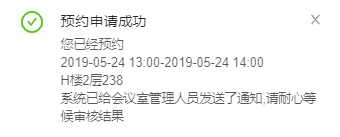 预约申请成功
您已经预约
2019-05-24 13:00-2019-05-24 14:00
H楼2层238
系统已给会议室管理人员发送了通知,请耐心等
候审核结果